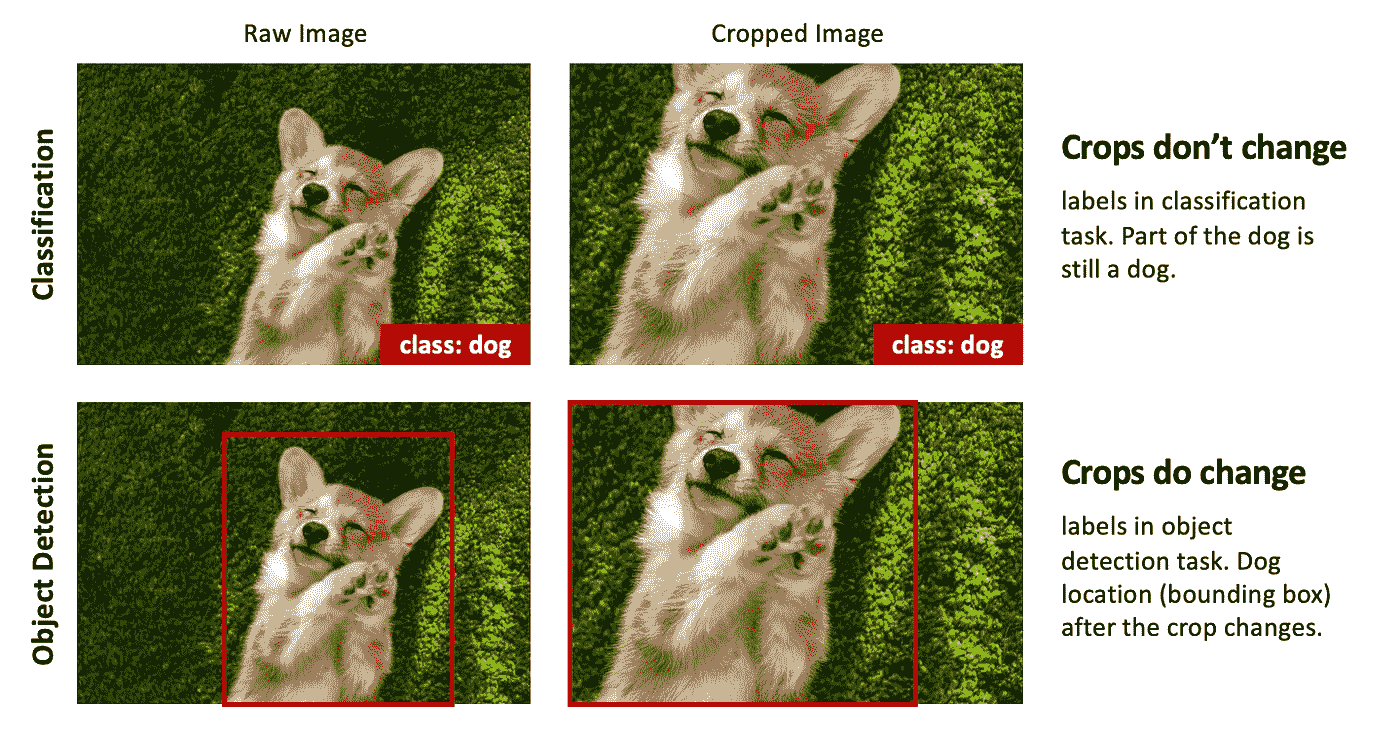 Raw Image
Cropped Image
Classification
class: dog
class: dog
Crops don’t change
labels in classification
task. Part of the dog is
still a dog.
Object Detection
Crops do change
labels in object
detection task. Dog
location (bounding box)
after the crop changes.